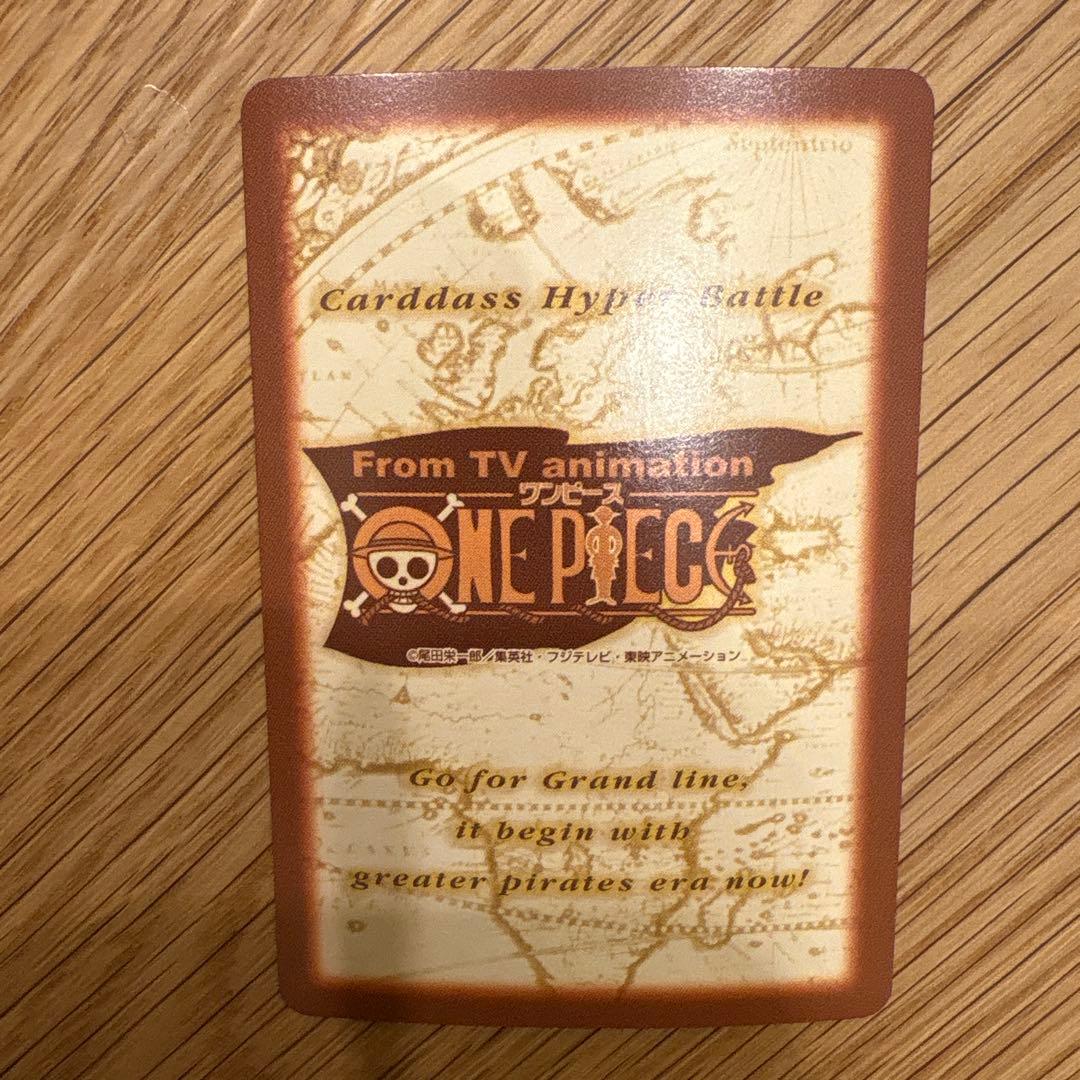 Septentrio
Carddass Hyper Battle
From TV animation
ワンピース
ONE PIECE
©尾田栄一郎/集英社・フジテレビ・東映アニメーション
Go for Grand line,
it begin with
greater pirates era now!